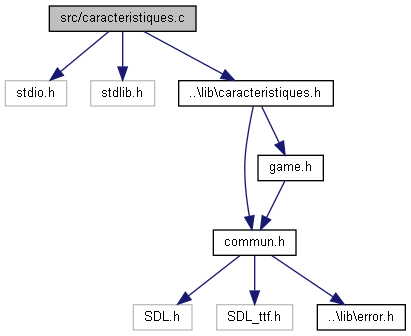 src/caracteristiques.c
stdio.h
stdlib.h
..\lib\caracteristiques.h
game.h
commun.h
SDL.h
SDL_ttf.h
..\lib\error.h